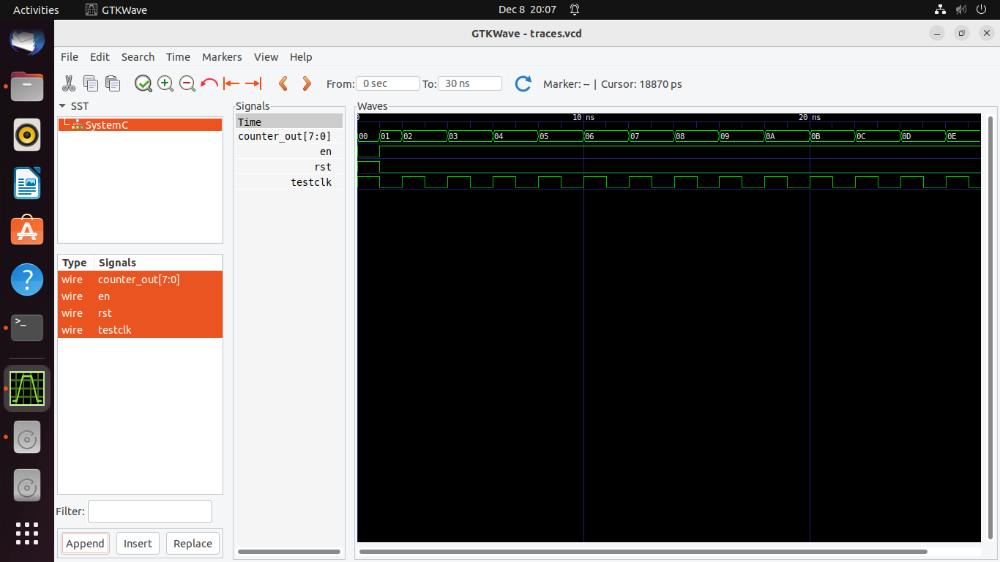 Activities GTKWave Dec 8 20:07
GTKWave - traces.vcd
File Edit Search Time Markers View Help
From: 0 sec To: 30 ns Marker: -- | Cursor: 18870 ps
SST
SystemC
Type Signals
wire counter_out[7:0]
wire en
wire rst
wire testclk
Filter:
Append Insert Replace
Signals
Time
counter_out[7:0]
en
rst
testclk
Waves
0 10 ns 20 ns
00 01 02 03 04 05 06 07 08 09 0A 0B 0C 0D 0E